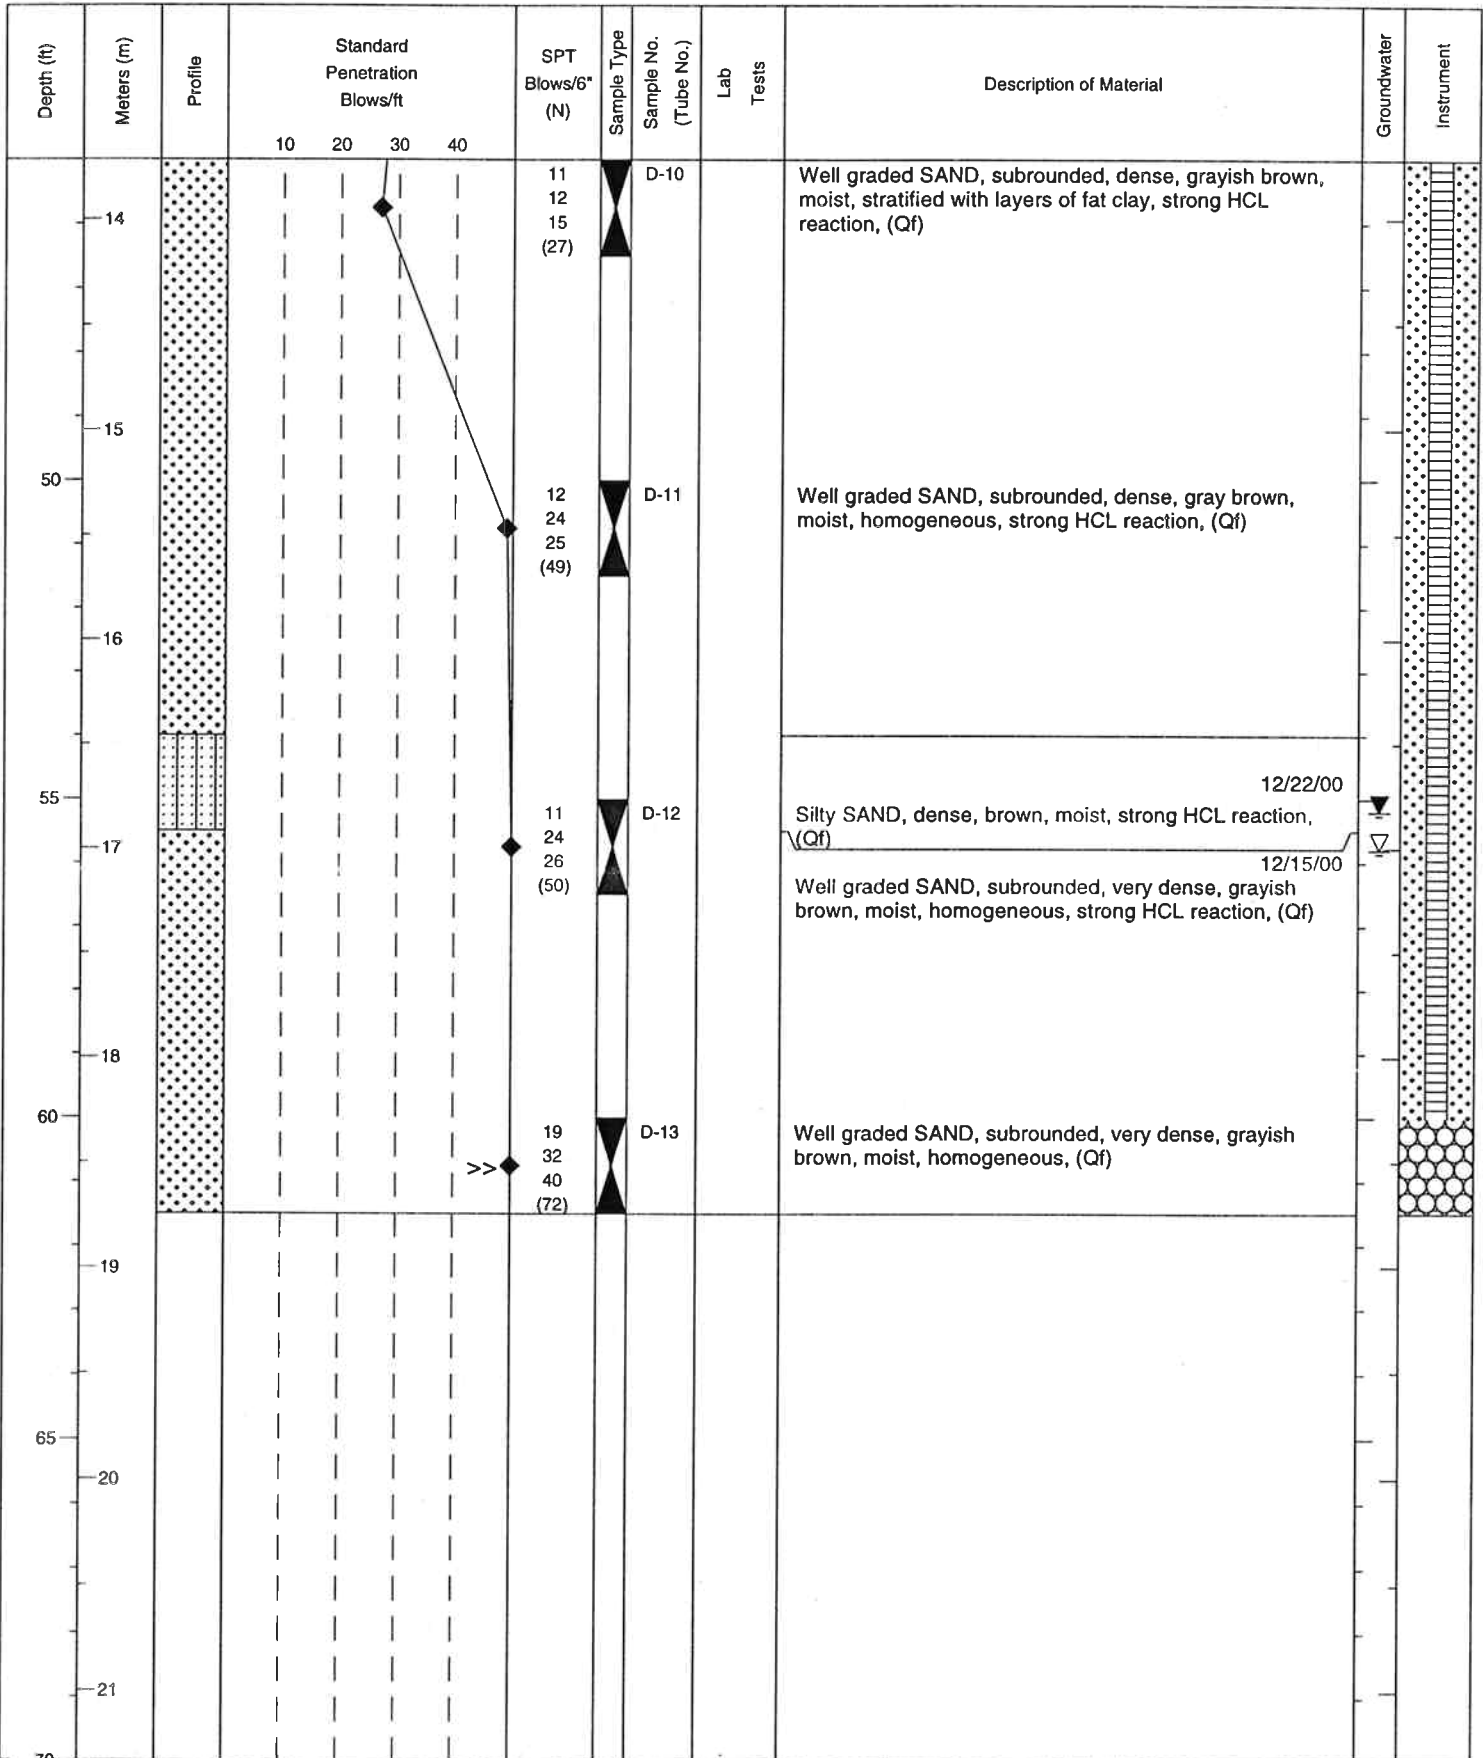 Depth (ft)
Meters (m)
Profile
Standard
Penetration
Blows/ft
10 20 30 40
SPT
Blows/6"
(N)
Sample Type
Sample No.
(Tube No.)
Lab
Tests
Description of Material
Groundwater
Instrument
11
12
15
(27)
D-10
Well graded SAND, subrounded, dense, grayish brown,
moist, stratified with layers of fat clay, strong HCL
reaction, (Qf)
14
15
50
12
24
25
(49)
D-11
Well graded SAND, subrounded, dense, gray brown,
moist, homogeneous, strong HCL reaction, (Qf)
16
12/22/00
55
11
24
26
(50)
D-12
Silty SAND, dense, brown, moist, strong HCL reaction,
(Qf)
17
12/15/00
Well graded SAND, subrounded, very dense, grayish
brown, moist, homogeneous, strong HCL reaction, (Qf)
18
60
>>
19
32
40
(72)
D-13
Well graded SAND, subrounded, very dense, grayish
brown, moist, homogeneous, (Qf)
19
65
20
21